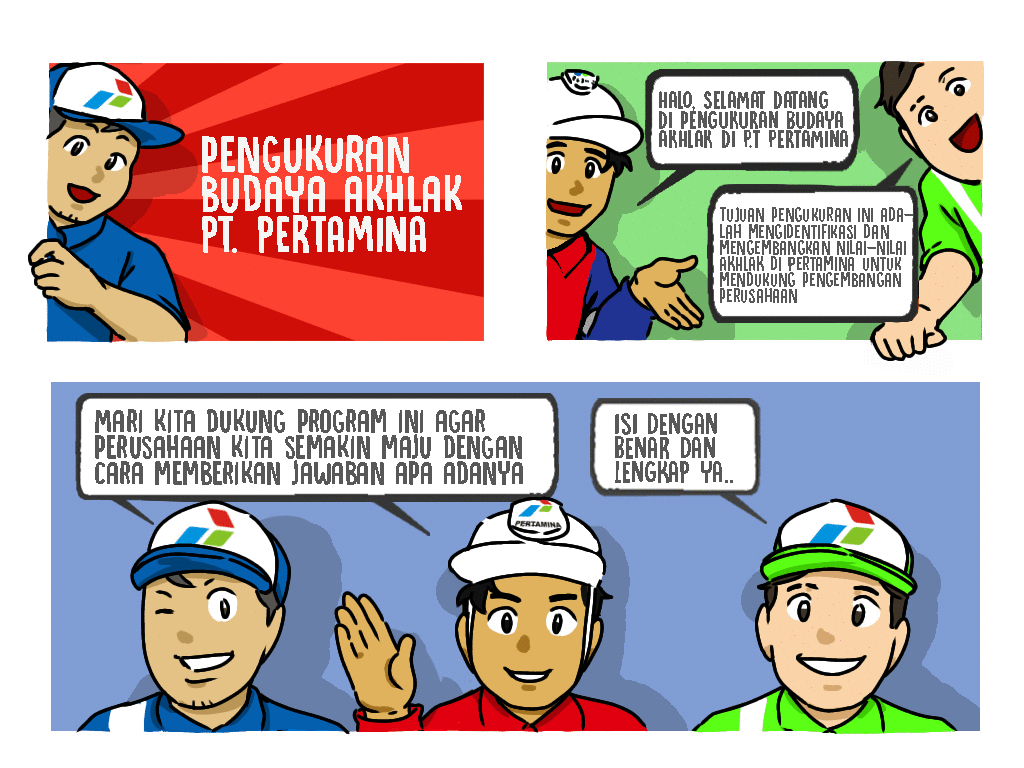 PENGUKURAN
BUDAYA AKHLAK
PT. PERTAMINA
HALO, SELAMAT DATANG
DI PENGUKURAN BUDAYA
AKHLAK DI P.T PERTAMINA
TUJUAN PENGUKURAN INI ADA-
LAH MENGIDENTIFIKASI DAN
MENGEMBANGKAN NILAI-NILAI
AKHLAK DI PERTAMINA UNTUK
MENDUKUNG PENGEMBANGAN
PERUSAHAAN
MARI KITA DUKUNG PROGRAM INI AGAR
PERUSAHAAN KITA SEMAKIN MAJU DENGAN
CARA MEMBERIKAN JAWABAN APA ADANYA
ISI DENGAN
BENAR DAN
LENGKAP YA..
PERTAMINA